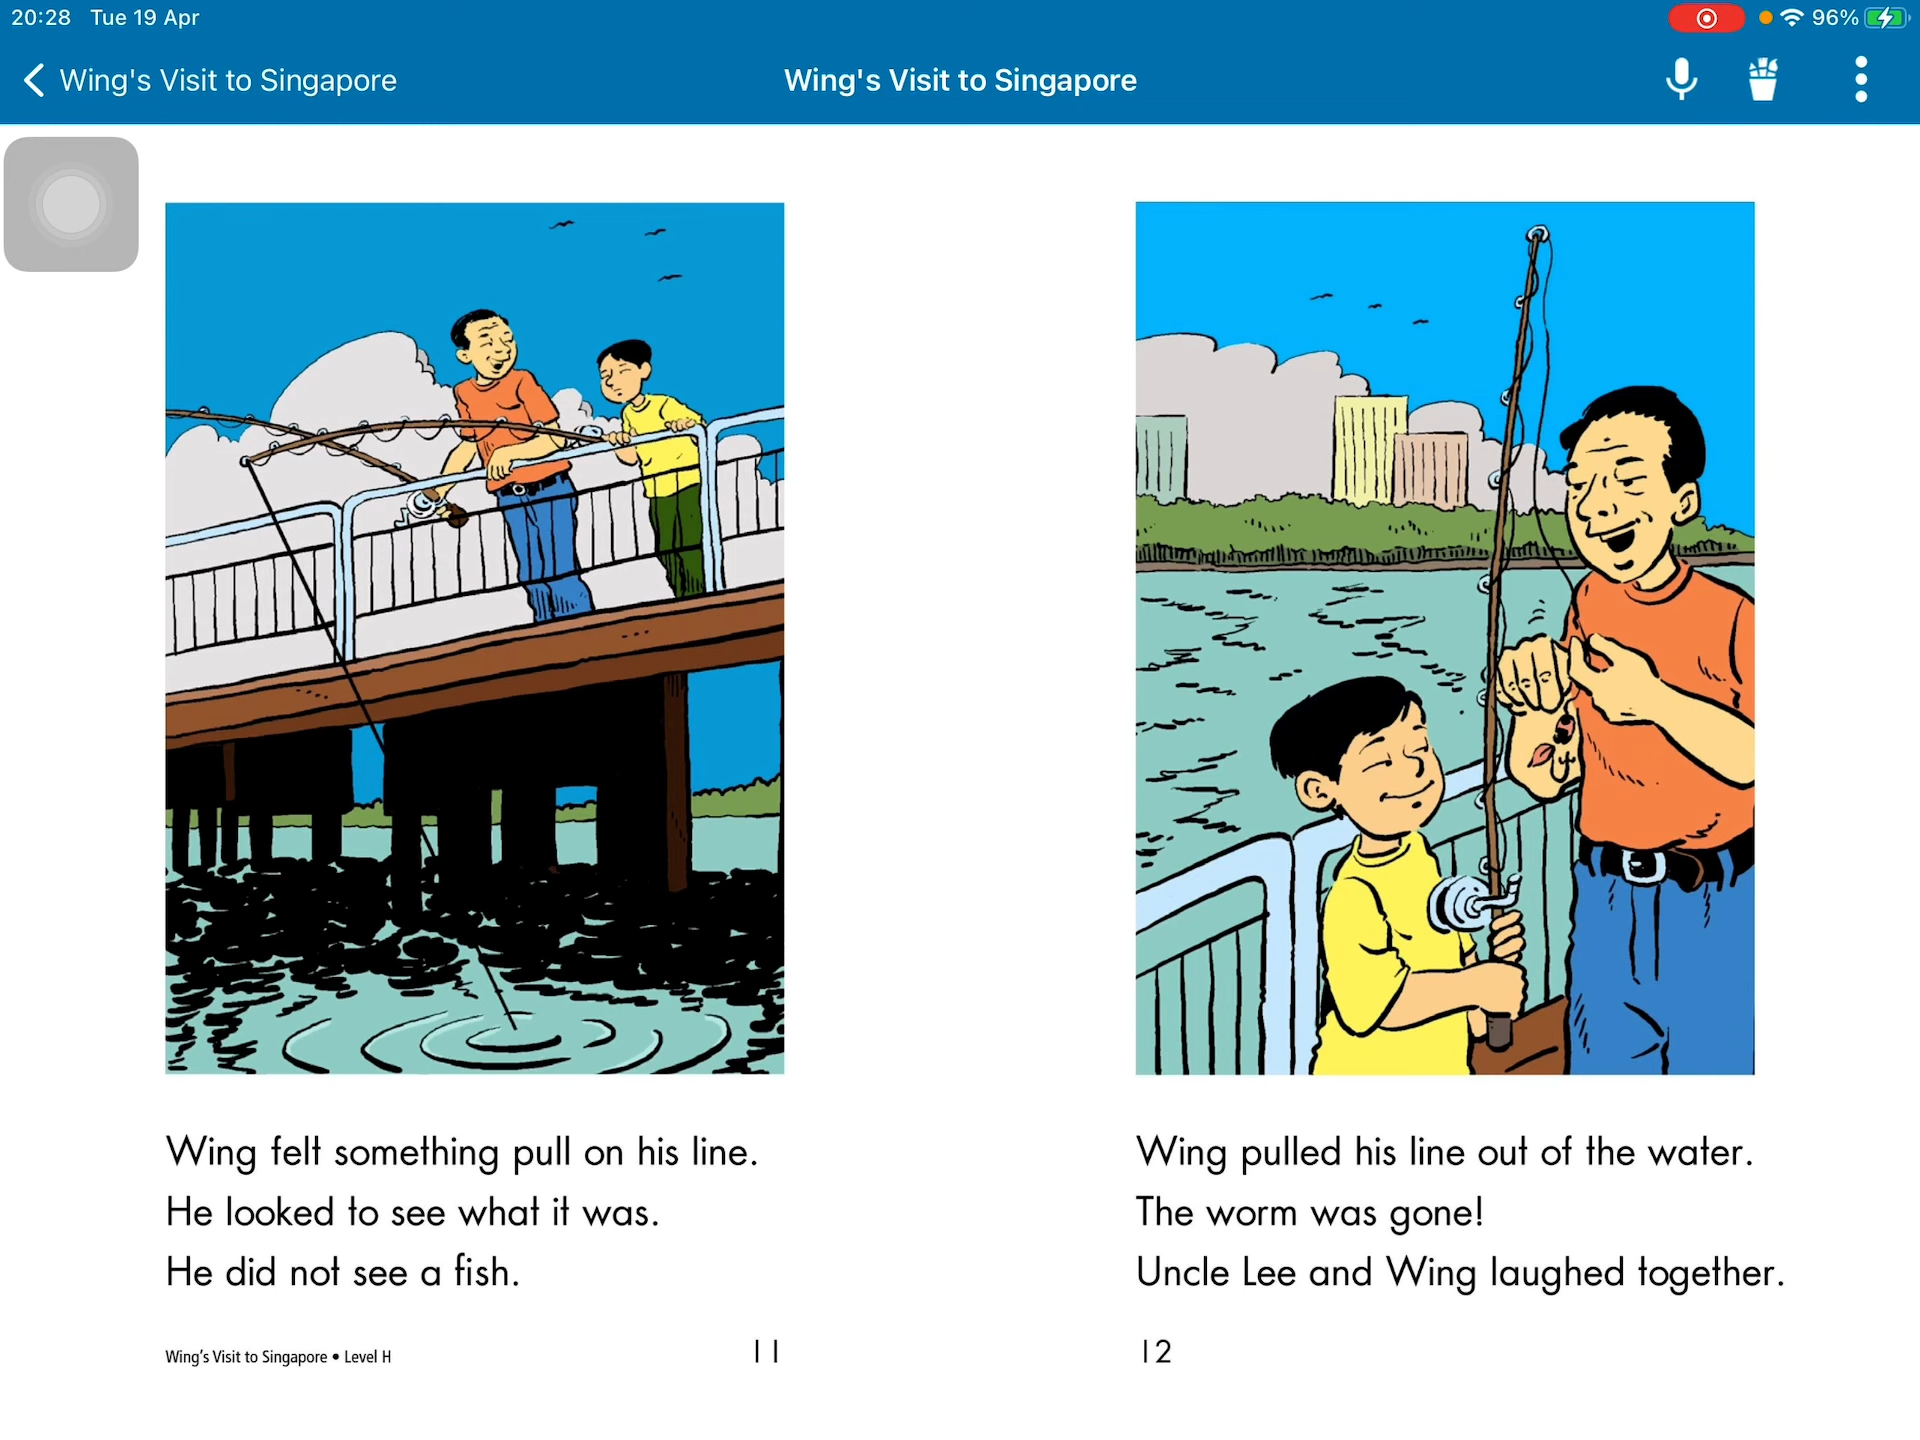 20:28 Tue 19 Apr
96%
Wing's Visit to Singapore
Wing's Visit to Singapore
Wing felt something pull on his line.
He looked to see what it was.
He did not see a fish.
Wing's Visit to Singapore • Level H
11
Wing pulled his line out of the water.
The worm was gone!
Uncle Lee and Wing laughed together.
12